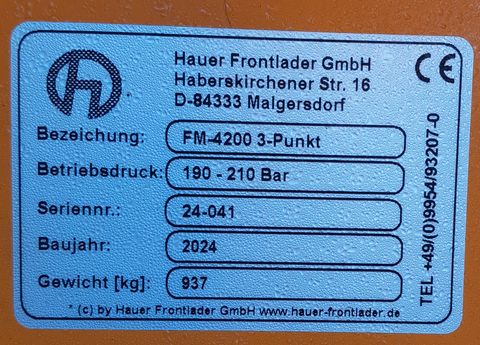 h
Hauer Frontlader GmbH
Haberskirchener Str. 16
D-84333 Malgersdorf
CE
Bezeichung: FM-4200 3-Punkt
Betriebsdruck: 190 - 210 Bar
Seriennr.: 24-041
Baujahr: 2024
Gewicht [kg]: 937
* (c) by Hauer Frontlader GmbH www.hauer-frontlader.de
TEL +49/(0)9954/93207-0